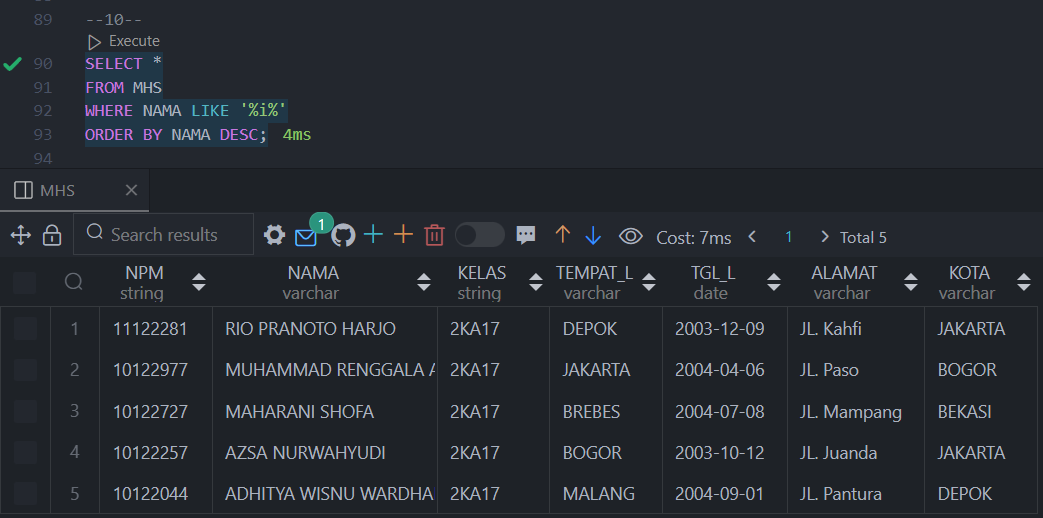 89 --10--
Execute
90 SELECT *
91 FROM MHS
92 WHERE NAMA LIKE '%i%'
93 ORDER BY NAMA DESC; 4ms
94
MHS
Search results 1 Cost: 7ms 1 Total 5
NPM NAMA KELAS TEMPAT_L TGL_L ALAMAT KOTA
string varchar string varchar date varchar varchar
1 11122281 RIO PRANOTO HARJO 2KA17 DEPOK 2003-12-09 JL. Kahfi JAKARTA
2 10122977 MUHAMMAD RENGGALA A 2KA17 JAKARTA 2004-04-06 JL. Paso BOGOR
3 10122727 MAHARANI SHOFA 2KA17 BREBES 2004-07-08 JL. Mampang BEKASI
4 10122257 AZSA NURWAHYUDI 2KA17 BOGOR 2003-10-12 JL. Juanda JAKARTA
5 10122044 ADHITYA WISNU WARDHA 2KA17 MALANG 2004-09-01 JL. Pantura DEPOK